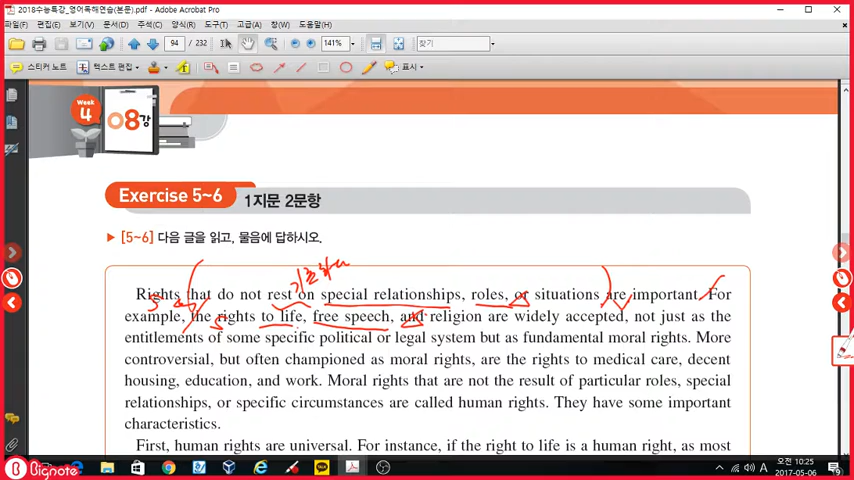 2018수능특강_영어독해연습(본문).pdf - Adobe Acrobat Pro
파일(F) 편집(E) 보기(V) 문서(D) 주석(C) 양식(R) 도구(T) 고급(A) 창(W) 도움말(H)
94 / 232 141% 찾기
스티커 노트 텍스트 편집 표시
Week
4 08강
Exercise 5~6 1지문 2문항
▶ [5~6] 다음 글을 읽고, 물음에 답하시오.
Rights that do not rest on special relationships, roles, or situations are important. For
example, the rights to life, free speech, and religion are widely accepted, not just as the
entitlements of some specific political or legal system but as fundamental moral rights. More
controversial, but often championed as moral rights, are the rights to medical care, decent
housing, education, and work. Moral rights that are not the result of particular roles, special
relationships, or specific circumstances are called human rights. They have some important
characteristics.
First, human rights are universal. For instance, if the right to life is a human right, as most
Bignote
TALK
A 오전 10:25
2017-05-06